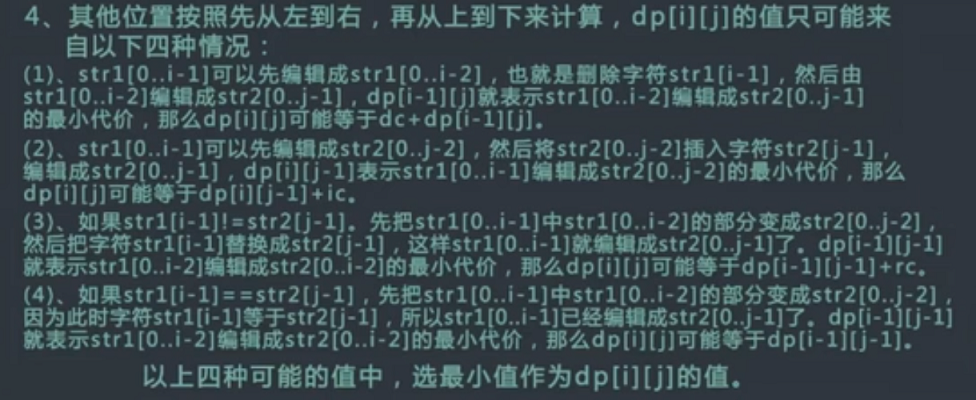 4、其他位置按照先从左到右，再从上到下来计算，dp[i][j]的值只可能来
自以下四种情况：
(1)、str1[0..i-1]可以先编辑成str1[0..i-2]，也就是删除字符str1[i-1]，然后由
str1[0..i-2]编辑成str2[0..j-1]，dp[i-1][j]就表示str1[0..i-2]编辑成str2[0..j-1]
的最小代价，那么dp[i][j]可能等于dc+dp[i-1][j]。
(2)、str1[0..i-1]可以先编辑成str2[0..j-2]，然后将str2[0..j-2]插入字符str2[j-1]，
编辑成str2[0..j-1]，dp[i][j-1]表示str1[0..i-1]编辑成str2[0..j-2]的最小代价，那么
dp[i][j]可能等于dp[i][j-1]+ic。
(3)、如果str1[i-1]!=str2[j-1]。先把str1[0..i-1]中str1[0..i-2]的部分变成str2[0..j-2]，
然后把字符str1[i-1]替换成str2[j-1]，这样str1[0..i-1]就编辑成str2[0..j-1]了。dp[i-1][j-1]
就表示str1[0..i-2]编辑成str2[0..i-2]的最小代价，那么dp[i][j]可能等于dp[i-1][j-1]+rc。
(4)、如果str1[i-1]==str2[j-1]，先把str1[0..i-1]中str1[0..i-2]的部分变成str2[0..j-2]，
因为此时字符str1[i-1]等于str2[j-1]，所以str1[0..i-1]已经编辑成str2[0..j-1]了。dp[i-1][j-1]
就表示str1[0..i-2]编辑成str2[0..i-2]的最小代价，那么dp[i][j]可能等于dp[i-1][j-1]。
以上四种可能的值中，选最小值作为dp[i][j]的值。